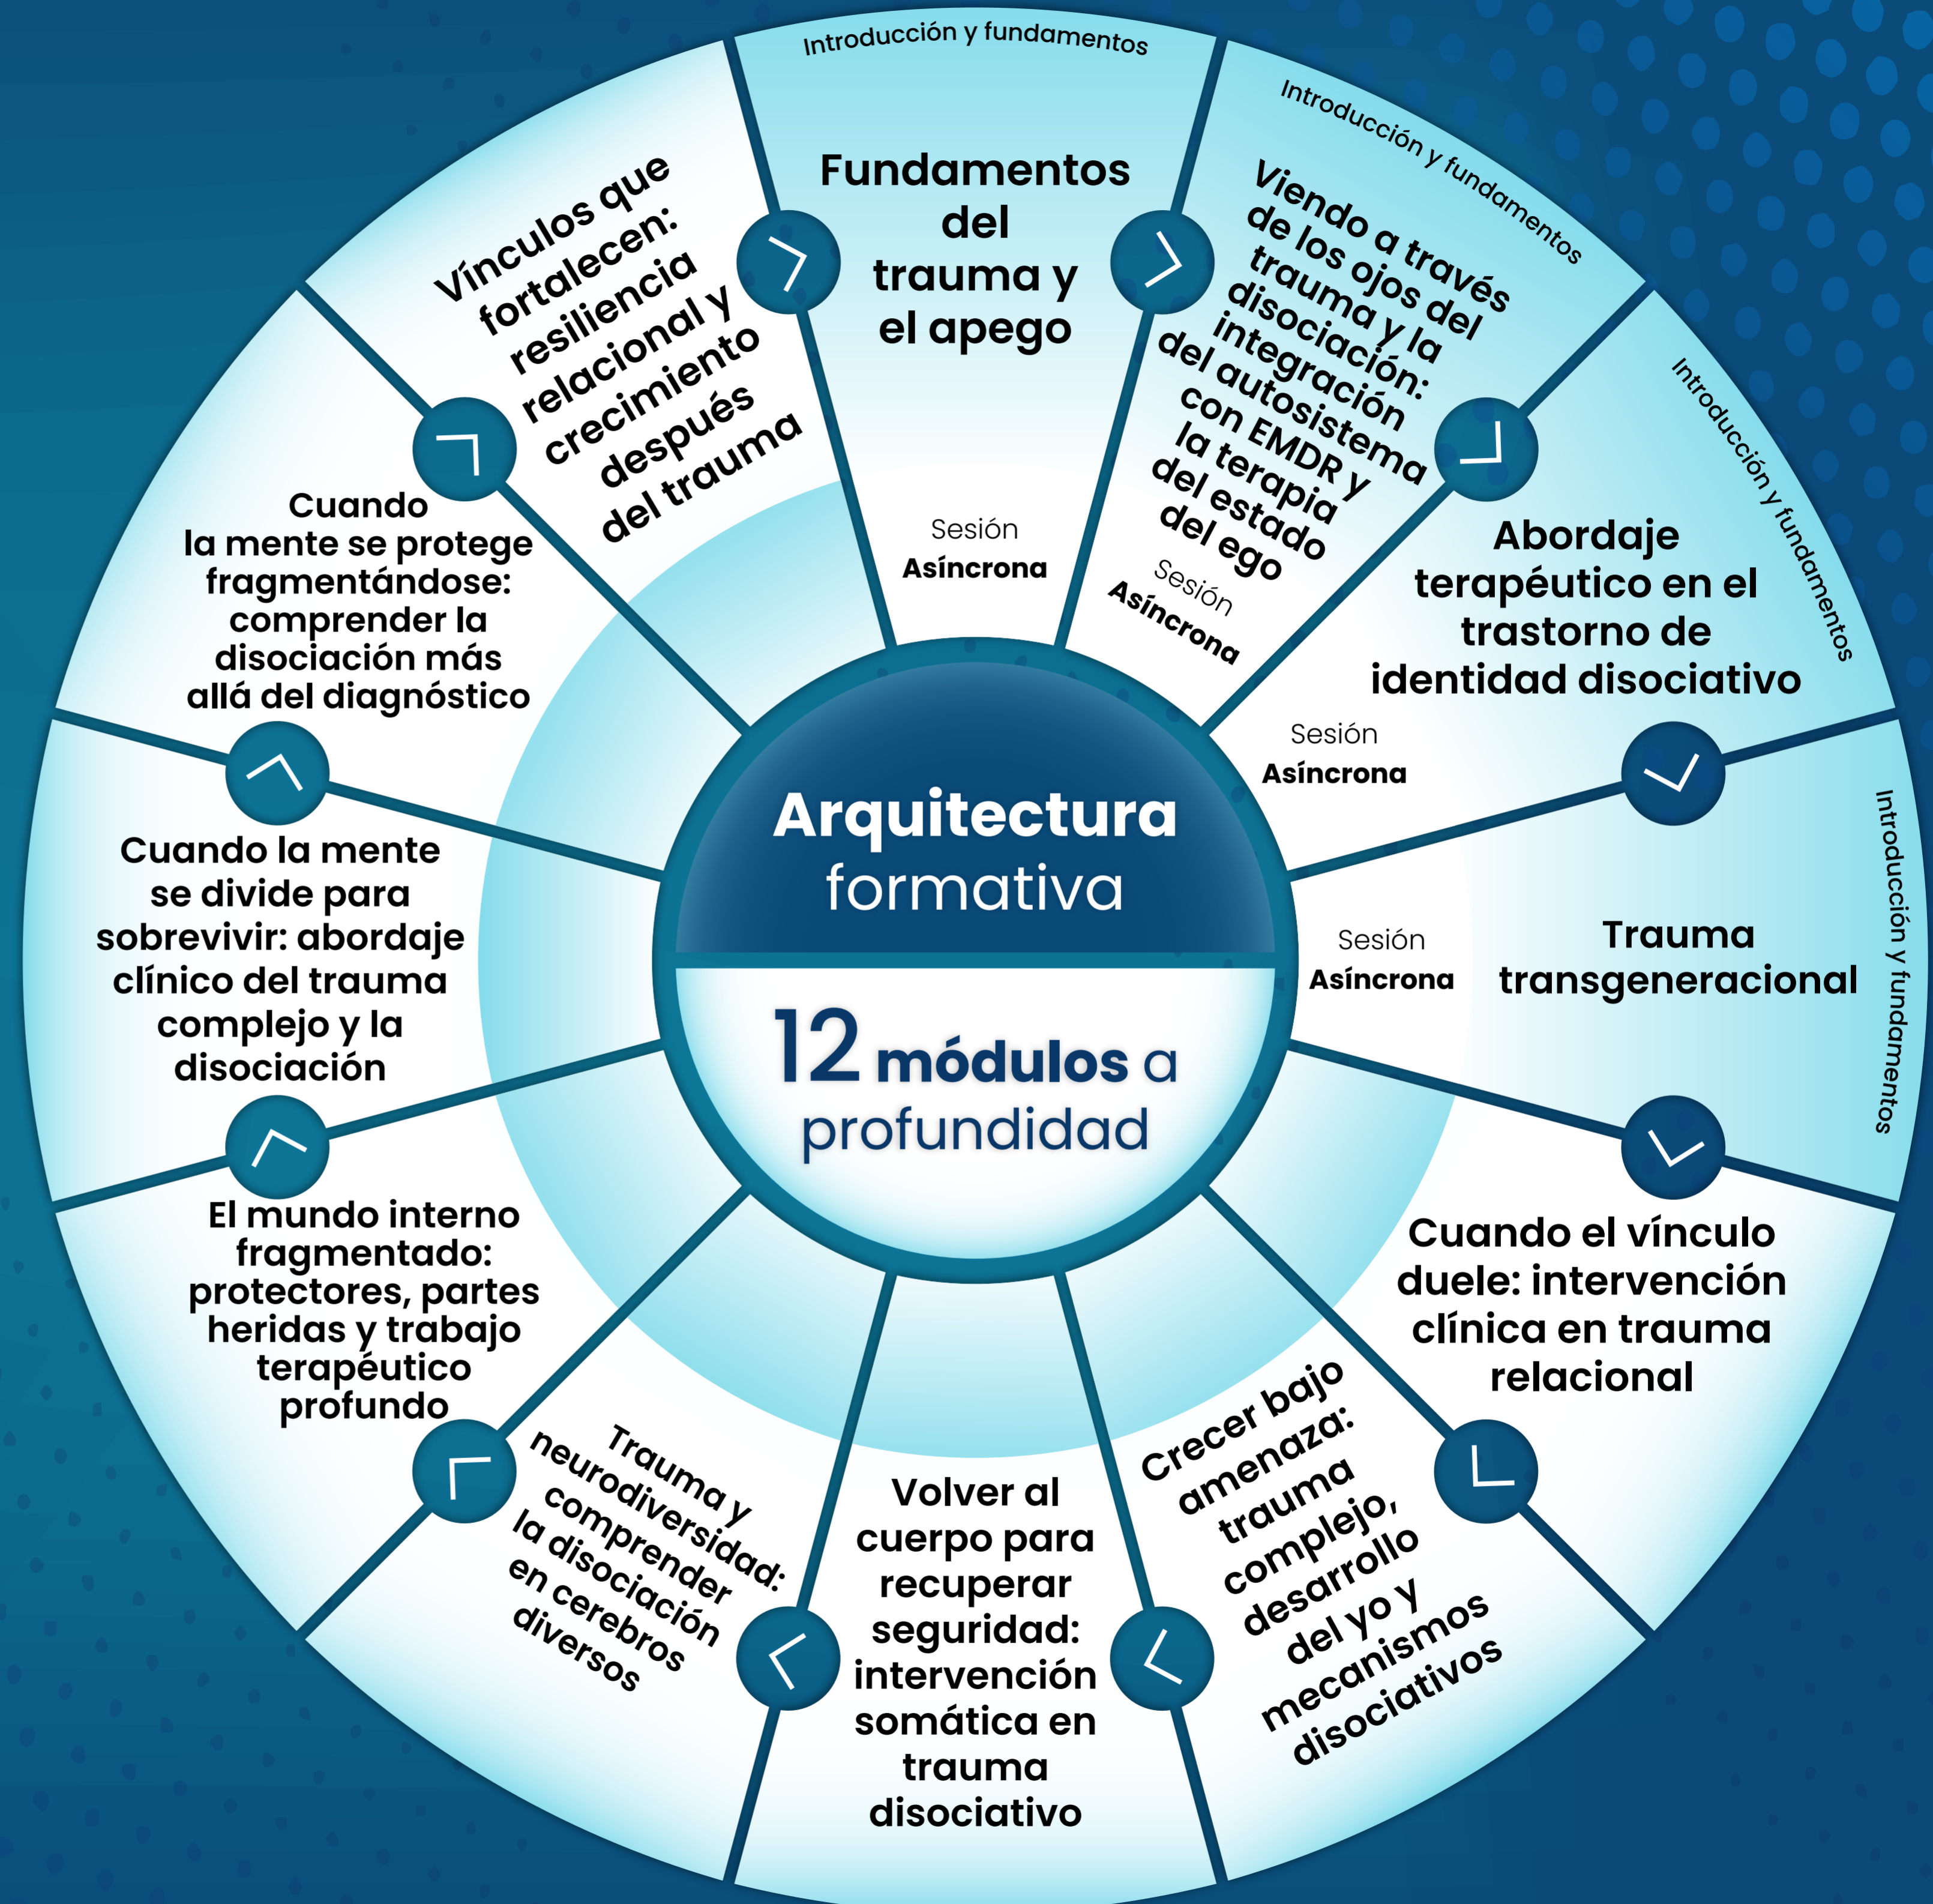 Introducción y fundamentos
Fundamentos
del
trauma y
el apego
Sesión
Asíncrona
Introducción y fundamentos
Viendo a través
de los ojos del
trauma y la
disociación:
integración
del autosistema
con EMDR y
la terapia
del estado
del ego
Sesión
Asíncrona
Introducción y fundamentos
Abordaje
terapéutico en el
trastorno de
identidad disociativo
Sesión
Asíncrona
Introducción y fundamentos
Trauma
transgeneracional
Sesión
Asíncrona
Cuando el vínculo
duele: intervención
clínica en trauma
relacional
Crecer bajo
amenaza:
trauma
complejo,
desarrollo
del yo y
mecanismos
disociativos
Volver al
cuerpo para
recuperar
seguridad:
intervención
somática en
trauma
disociativo
Trauma y
neurodiversidad:
comprender
la disociación
en cerebros
diversos
El mundo interno
fragmentado:
protectores, partes
heridas y trabajo
terapéutico
profundo
Cuando la mente
se divide para
sobrevivir: abordaje
clínico del trauma
complejo y la
disociación
Cuando
la mente se protege
fragmentándose:
comprender la
disociación más
allá del diagnóstico
Vínculos que
fortalecen:
resiliencia
relacional y
crecimiento
después
del trauma
Arquitectura
formativa
12 módulos a
profundidad